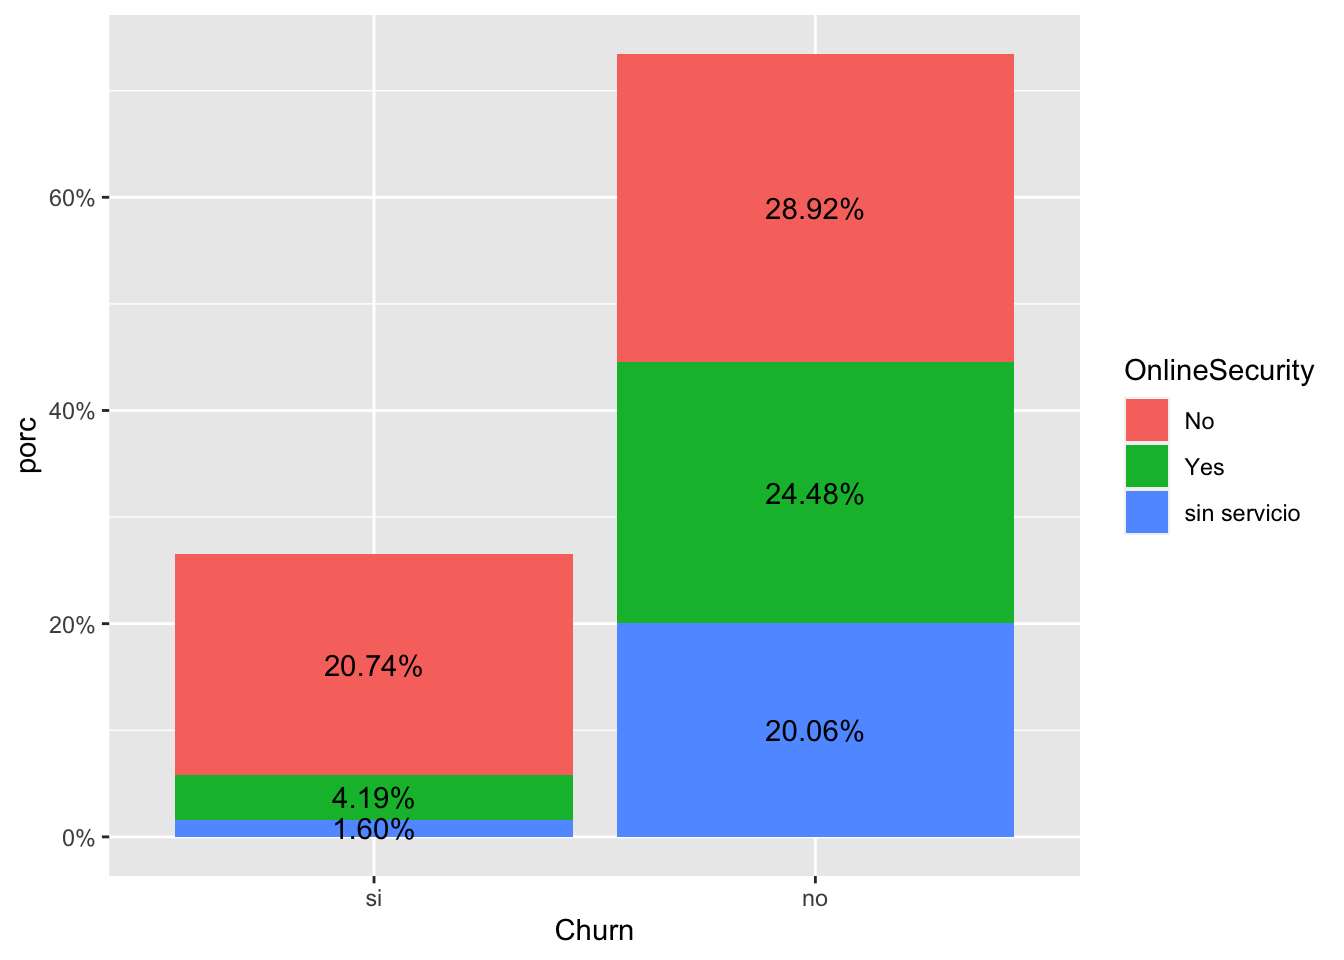 porc
60%
40%
20%
0%
28.92%
24.48%
20.06%
20.74%
4.19%
1.60%
si
no
Churn
OnlineSecurity
No
Yes
sin servicio